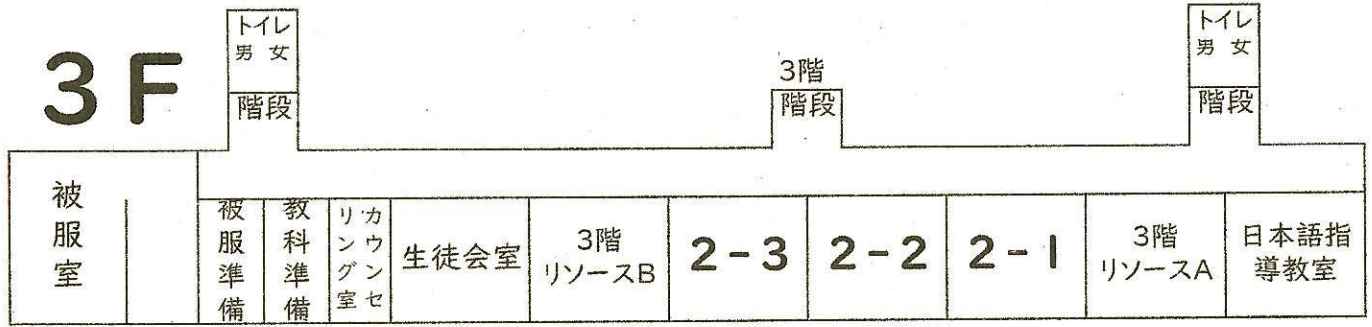 3F
トイレ
男 女
階段
3階
階段
トイレ
男 女
階段
被服室
被服準備
教科準備
カウンセリング室
生徒会室
3階
リソースB
2-3
2-2
2-1
3階
リソースA
日本語指
導教室